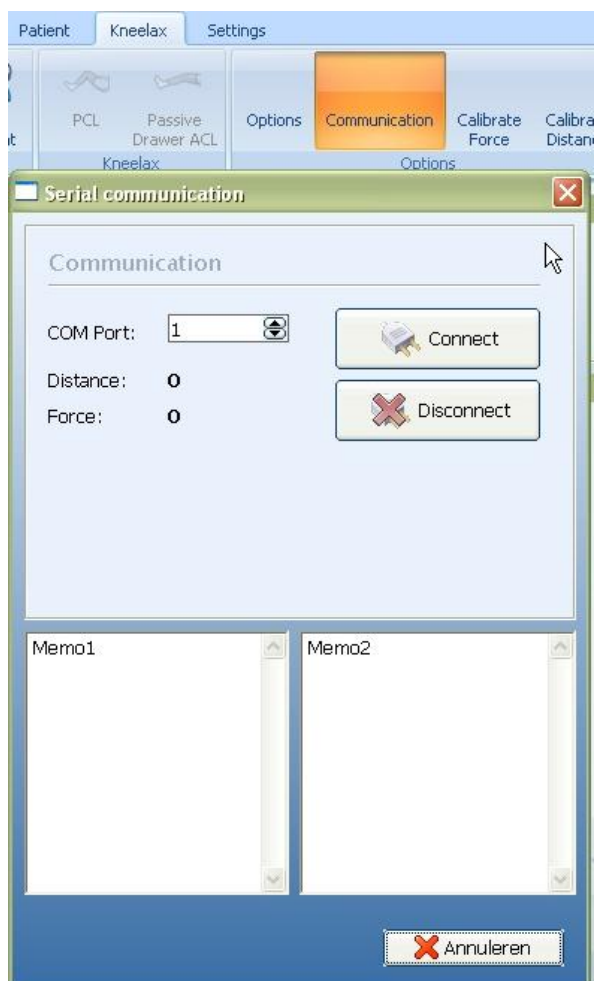 Patient Kneelax Settings
PCL Passive Drawer ACL Options Communication Calibrate Force
Kneelax Options
Serial communication
Communication
COM Port: 1 Connect
Distance: 0 Disconnect
Force: 0
Memo1 Memo2
Annuleren